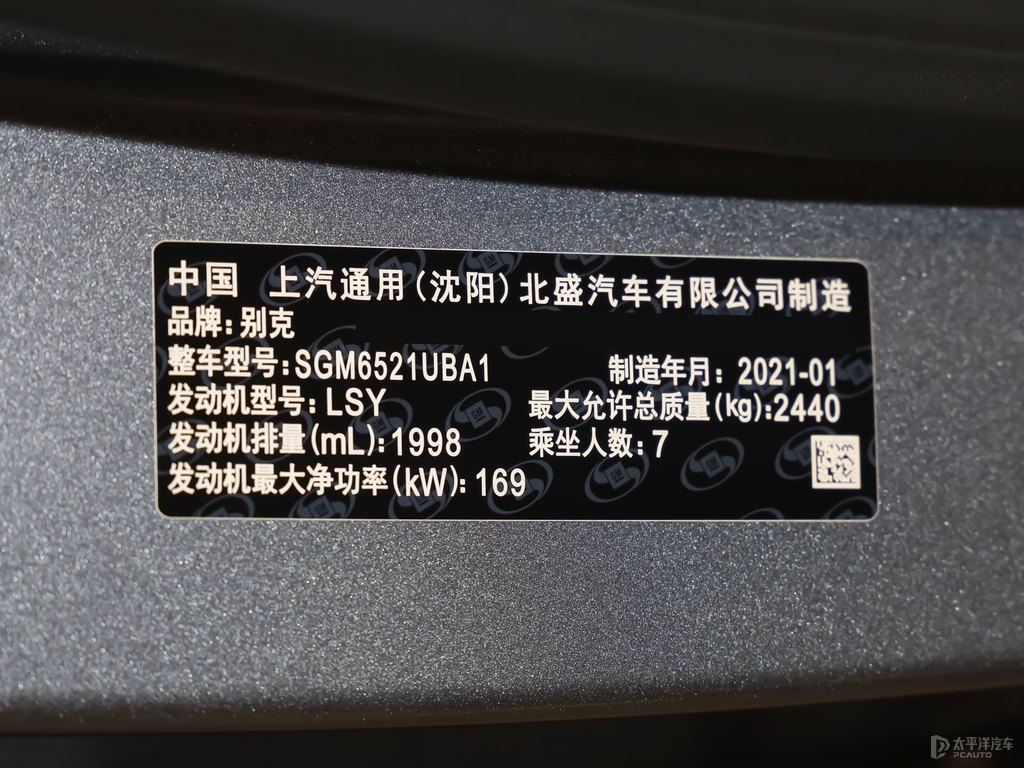 中国 上汽通用(沈阳)北盛汽车有限公司制造
品牌:别克
整车型号:SGM6521UBA1 制造年月:2021-01
发动机型号:LSY 最大允许总质量(kg):2440
发动机排量(mL):1998 乘坐人数:7
发动机最大净功率(kW):169
太平洋汽车
PCAUTO